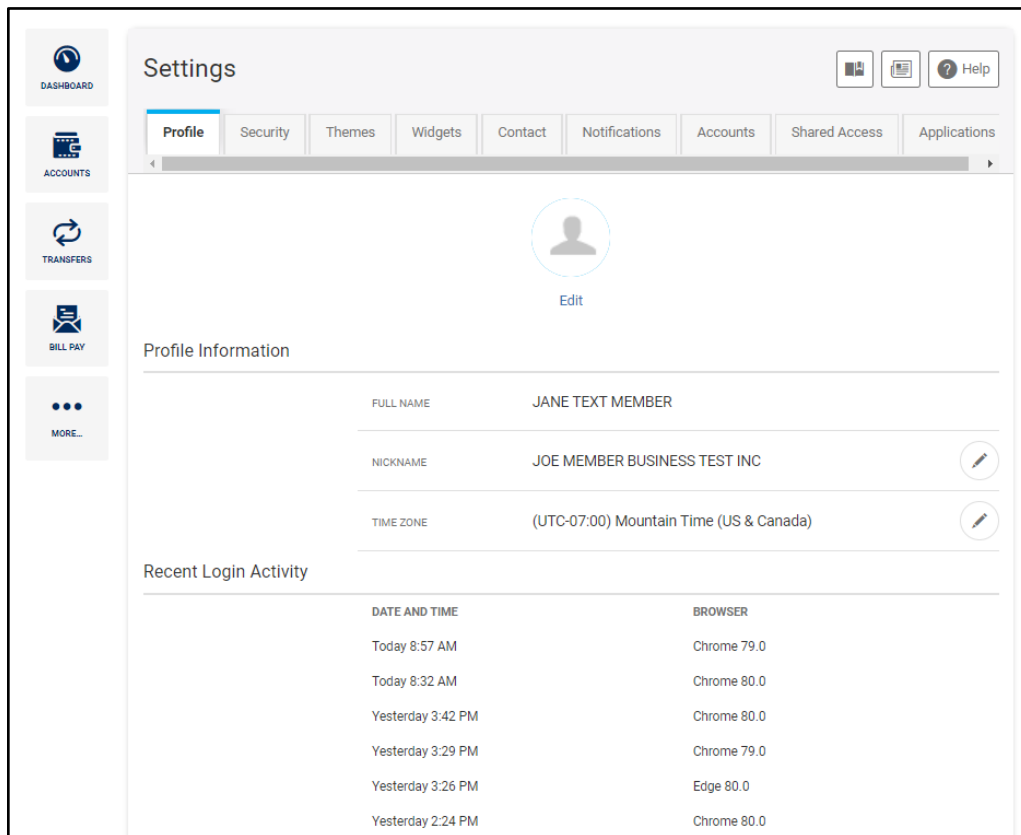 DASHBOARD
ACCOUNTS
TRANSFERS
BILL PAY
MORE...
Settings
Help
Profile Security Themes Widgets Contact Notifications Accounts Shared Access Applications
Edit
Profile Information
FULL NAME JANE TEXT MEMBER
NICKNAME JOE MEMBER BUSINESS TEST INC
TIME ZONE (UTC-07:00) Mountain Time (US & Canada)
Recent Login Activity
DATE AND TIME BROWSER
Today 8:57 AM Chrome 79.0
Today 8:32 AM Chrome 80.0
Yesterday 3:42 PM Chrome 80.0
Yesterday 3:29 PM Chrome 79.0
Yesterday 3:26 PM Edge 80.0
Yesterday 2:24 PM Chrome 80.0